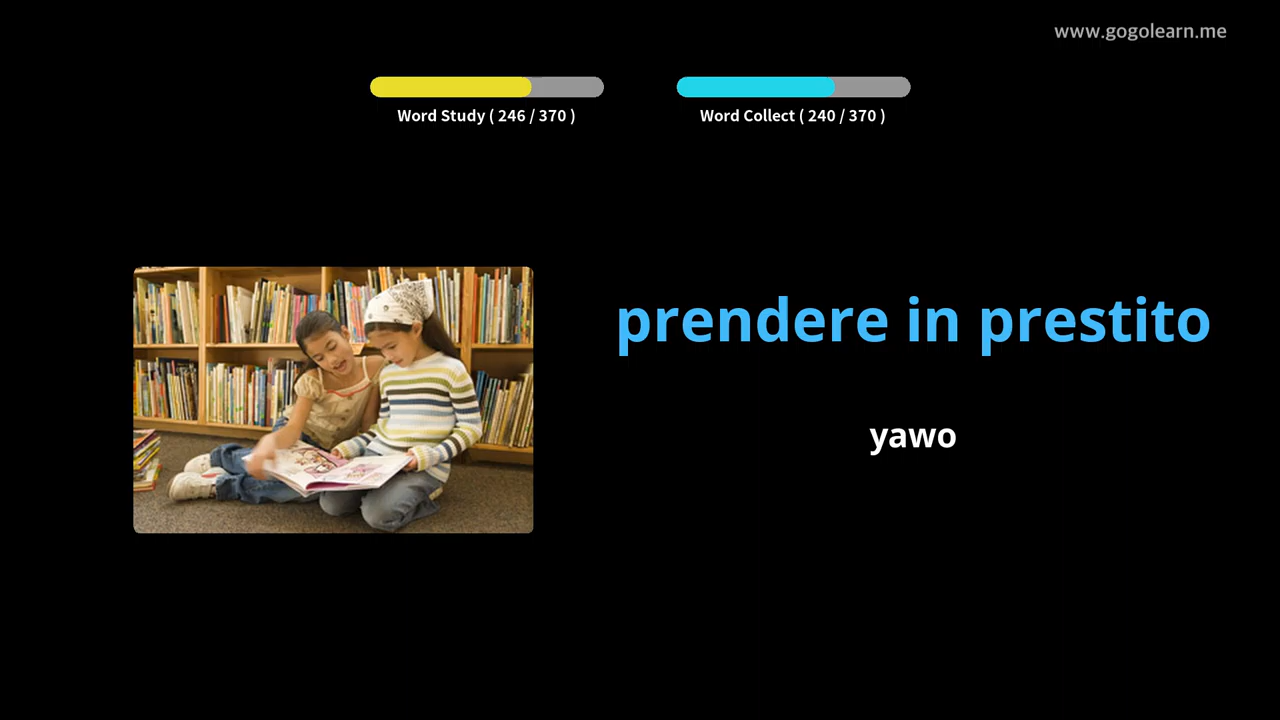 www.gogolearn.me
Word Study ( 246 / 370 )
Word Collect ( 240 / 370 )
prendere in prestito
yawo